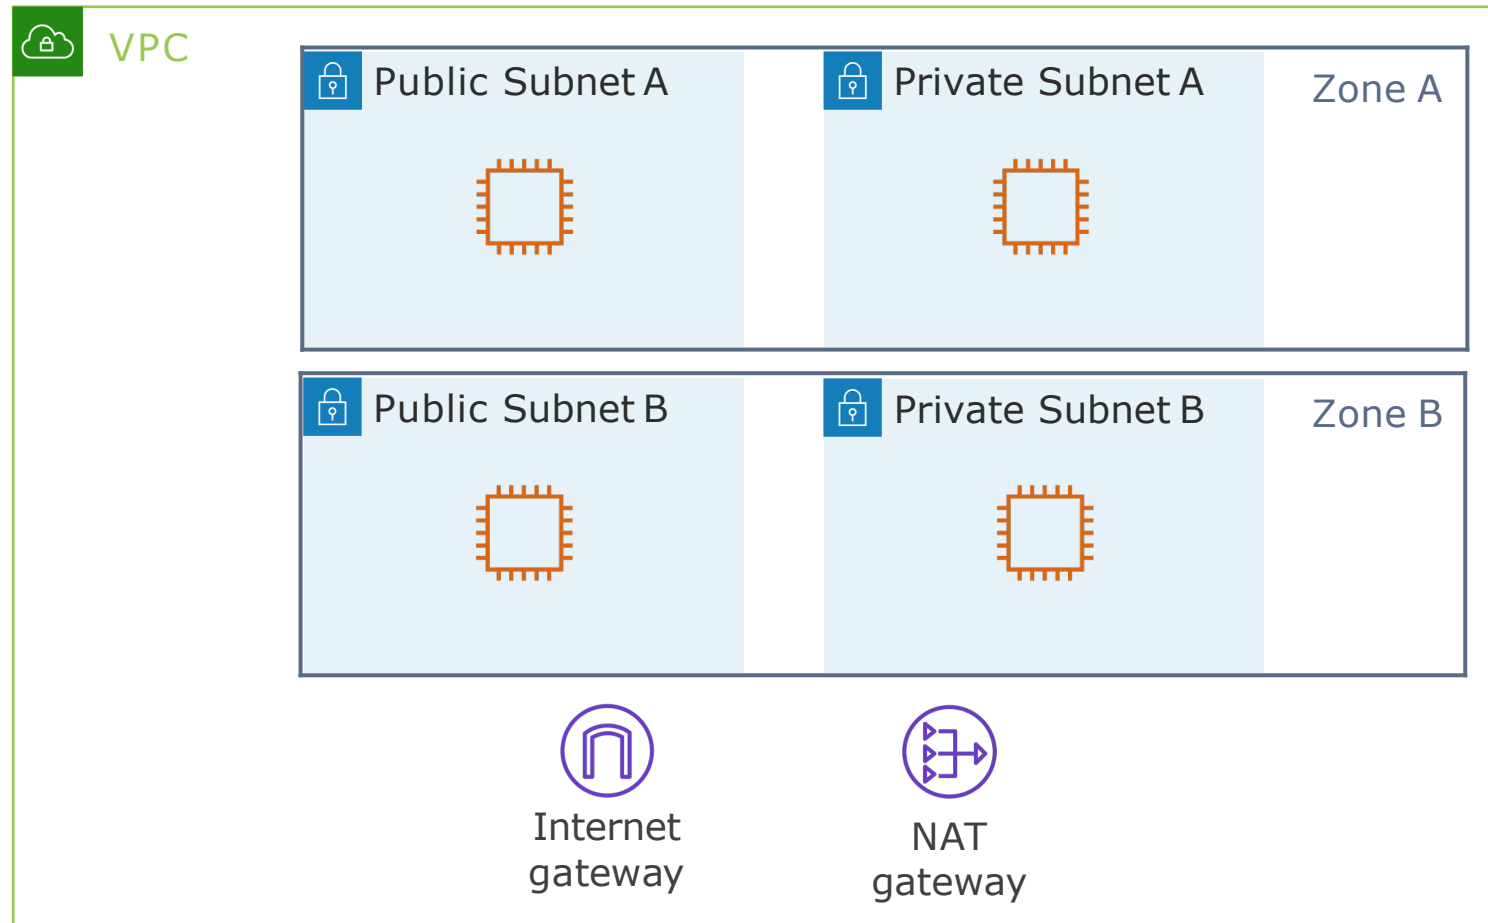 VPC
Public Subnet A
Private Subnet A
Zone A
Public Subnet B
Private Subnet B
Zone B
Internet
gateway
NAT
gateway